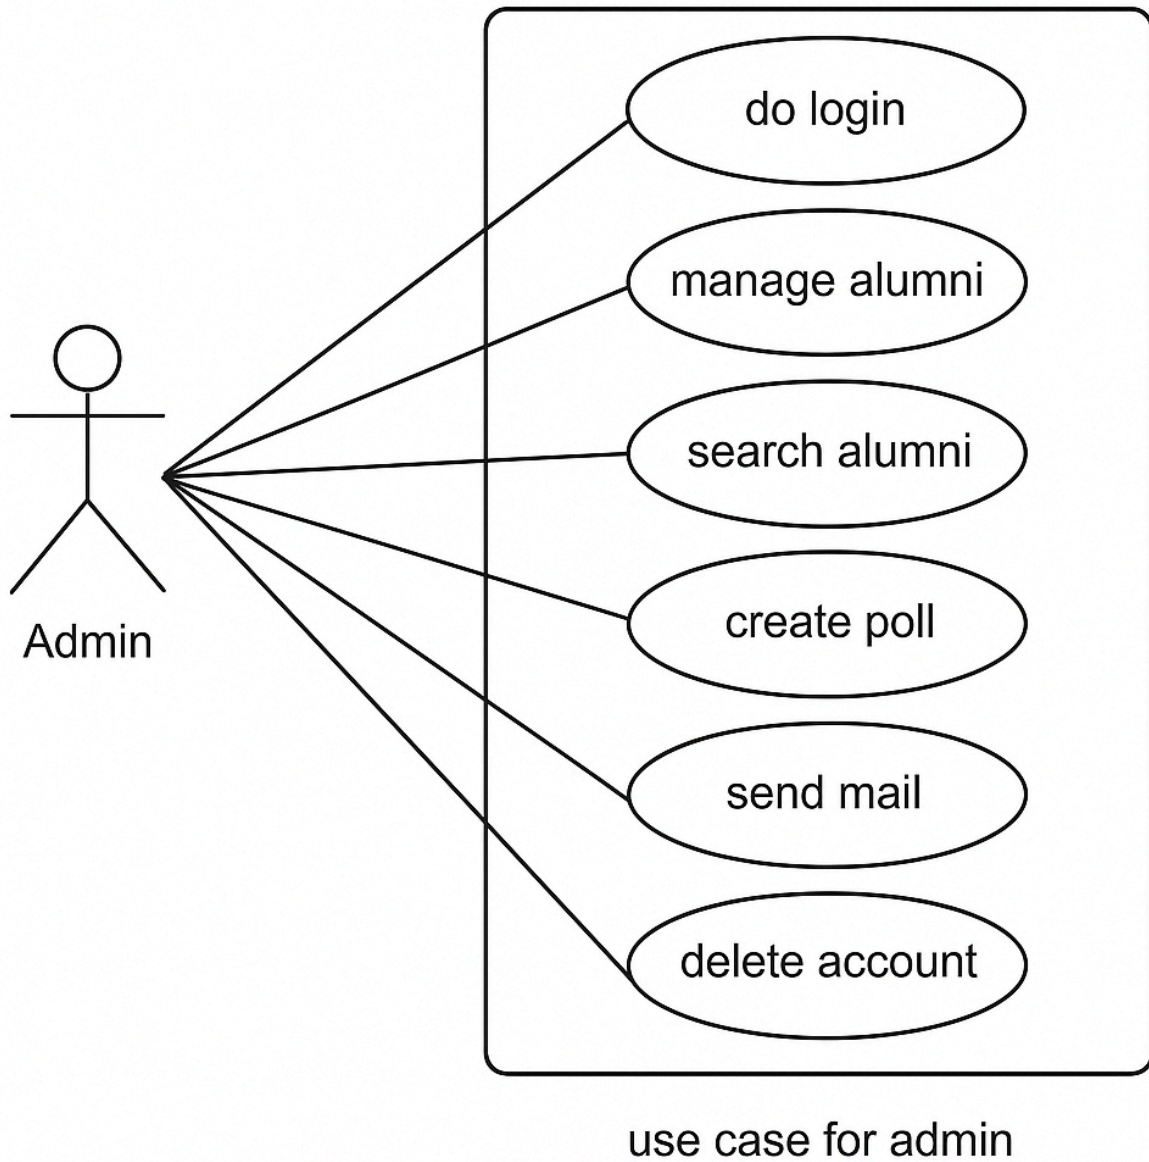 do login
manage alumni
search alumni
create poll
send mail
delete account
Admin
use case for admin